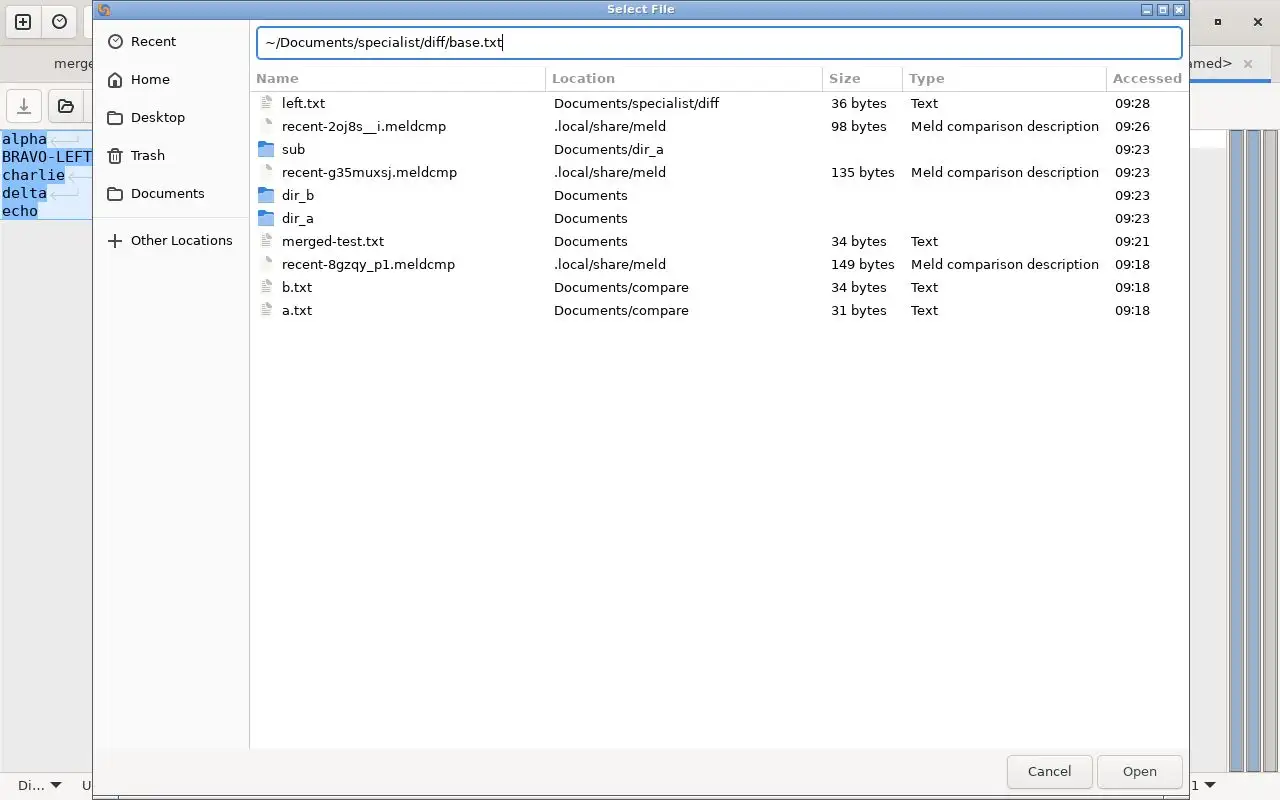 Select File
merge
amed>
Recent
Home
Desktop
Trash
Documents
Other Locations
~/Documents/specialist/diff/base.txt
Name Location Size Type Accessed
left.txt Documents/specialist/diff 36 bytes Text 09:28
recent-2oj8s__i.meldcmp .local/share/meld 98 bytes Meld comparison description 09:26
sub Documents/dir_a 09:23
recent-g35muxsj.meldcmp .local/share/meld 135 bytes Meld comparison description 09:23
dir_b Documents 09:23
dir_a Documents 09:23
merged-test.txt Documents 34 bytes Text 09:21
recent-8gzqy_p1.meldcmp .local/share/meld 149 bytes Meld comparison description 09:18
b.txt Documents/compare 34 bytes Text 09:18
a.txt Documents/compare 31 bytes Text 09:18
alpha
BRAVO-LEFT
charlie
delta
echo
Cancel Open
Di... U
1